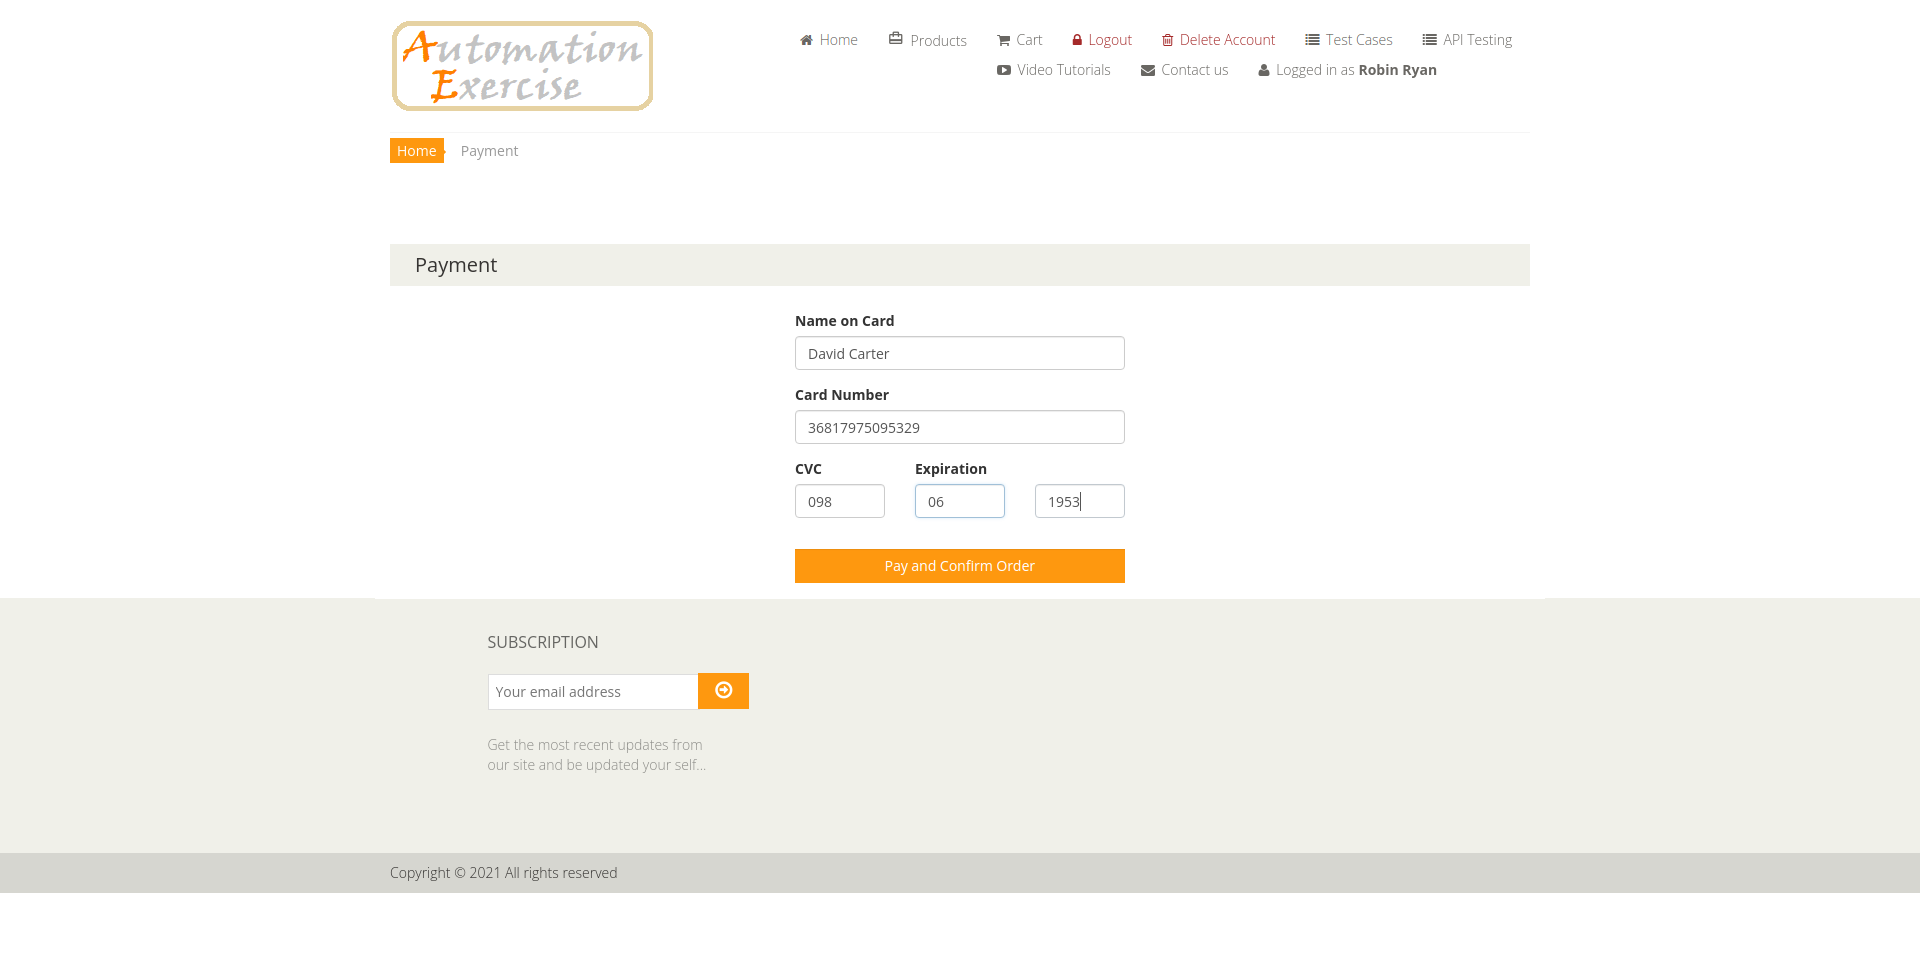 Automation
Exercise
Home
Products
Cart
Logout
Delete Account
Test Cases
API Testing
Video Tutorials
Contact us
Logged in as Robin Ryan
Home
Payment
Payment
Name on Card
David Carter
Card Number
36817975095329
CVC
Expiration
098
06
1953
Pay and Confirm Order
SUBSCRIPTION
Your email address
Get the most recent updates from
our site and be updated your self...
Copyright © 2021 All rights reserved